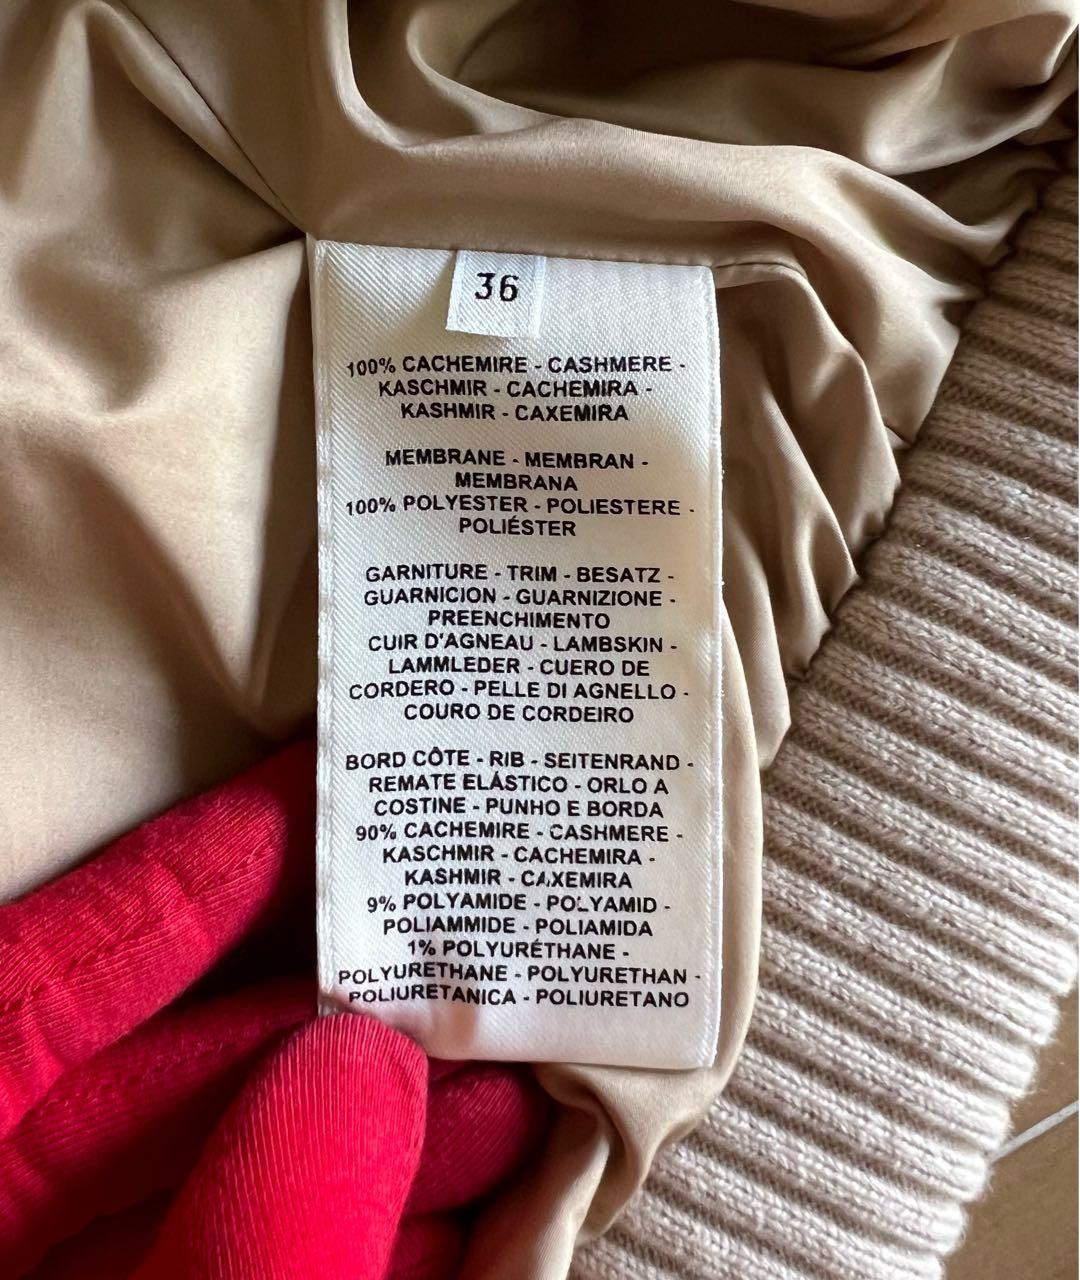 36
100% CACHEMIRE - CASHMERE -
KASCHMIR - CACHEMIRA -
KASHMIR - CAXEMIRA
MEMBRANE - MEMBRAN -
MEMBRANA
100% POLYESTER - POLIESTERE -
POLIÉSTER
GARNITURE - TRIM - BESATZ -
GUARNICION - GUARNIZIONE -
PREENCHIMENTO
CUIR D'AGNEAU - LAMBSKIN -
LAMMLEDER - CUERO DE
CORDERO - PELLE DI AGNELLO -
COURO DE CORDEIRO
BORD CÔTE - RIB - SEITENRAND -
REMATE ELÁSTICO - ORLO A
COSTINE - PUNHO E BORDA
90% CACHEMIRE - CASHMERE -
KASCHMIR - CACHEMIRA -
KASHMIR - CAXEMIRA
9% POLYAMIDE - POLYAMID -
POLIAMMIDE - POLIAMIDA
1% POLYURÉTHANE -
POLYURETHANE - POLYURETHAN -
POLIURETANICA - POLIURETANO